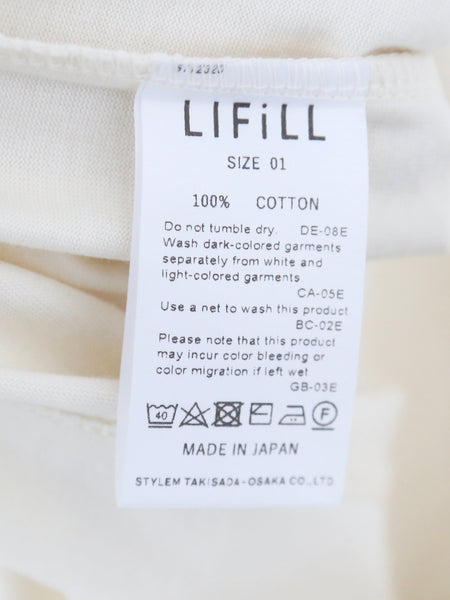 LIFiLL
SIZE 01
100% COTTON
Do not tumble dry. DE-08E
Wash dark-colored garments
separately from white and
light-colored garments
CA-05E
Use a net to wash this product
BC-02E
Please note that this product
may incur color bleeding or
color migration if left wet
GB-03E
40 F
MADE IN JAPAN
STYLEM TAKISADA-OSAKA CO.,LTD